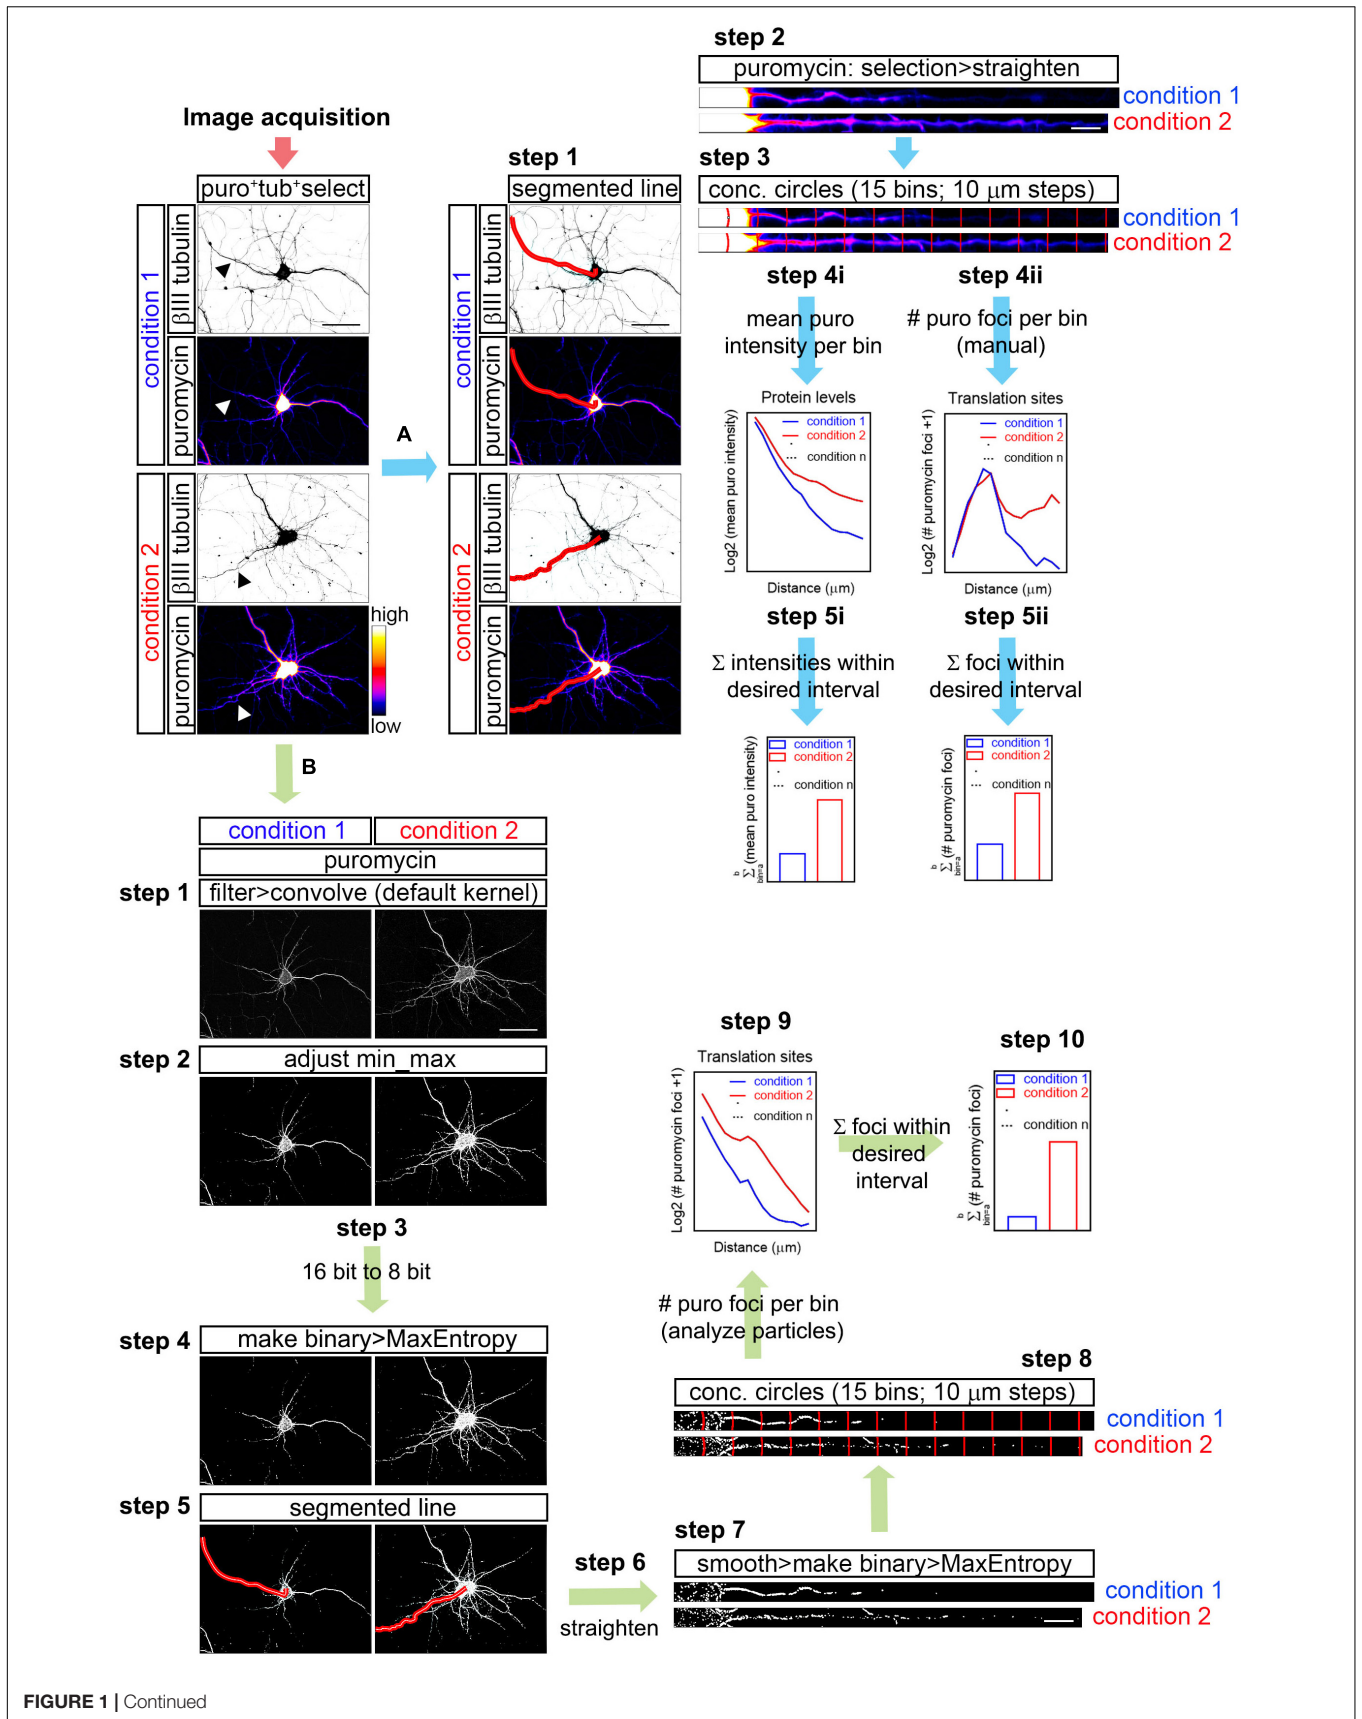 Image acquisition
puro+tub+select
condition 1
βIII tubulin
puromycin
condition 2
βIII tubulin
puromycin
high
low
A
step 1
segmented line
condition 1
βIII tubulin
puromycin
condition 2
βIII tubulin
puromycin
step 2
puromycin: selection>straighten
condition 1
condition 2
step 3
conc. circles (15 bins; 10 μm steps)
condition 1
condition 2
step 4i
mean puro
intensity per bin
Protein levels
Log2 (mean puro intensity)
condition 1
condition 2
condition n
Distance (μm)
step 4ii
# puro foci per bin
(manual)
Translation sites
Log2 (# puromycin foci +1)
condition 1
condition 2
condition n
Distance (μm)
step 5i
Σ intensities within
desired interval
b Σ bin=a (mean puro intensity)
condition 1
condition 2
condition n
step 5ii
Σ foci within
desired interval
b Σ bin=a (# puromycin foci)
condition 1
condition 2
condition n
B
condition 1
condition 2
puromycin
step 1
filter>convolve (default kernel)
step 2
adjust min_max
step 3
16 bit to 8 bit
step 4
make binary>MaxEntropy
step 5
segmented line
step 6
straighten
step 7
smooth>make binary>MaxEntropy
condition 1
condition 2
step 8
conc. circles (15 bins; 10 μm steps)
condition 1
condition 2
# puro foci per bin
(analyze particles)
step 9
Translation sites
Log2 (# puromycin foci +1)
condition 1
condition 2
condition n
Distance (μm)
Σ foci within
desired
interval
step 10
b Σ bin=a (# puromycin foci)
condition 1
condition 2
condition n
FIGURE 1 | Continued